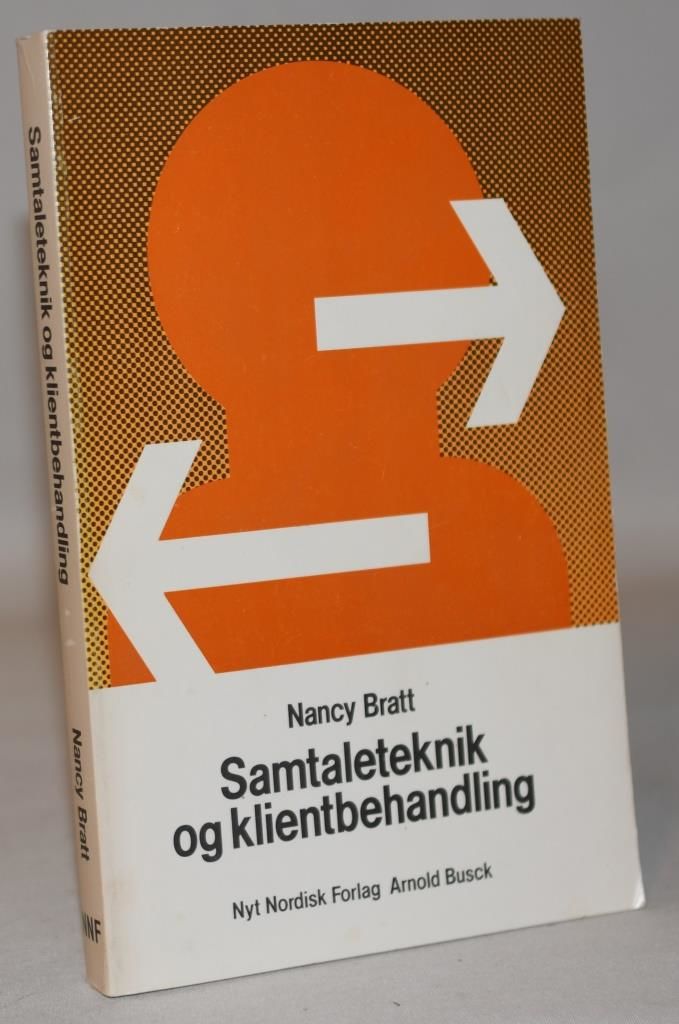 Samtaleteknik og klientbehandling
Nancy Bratt
NNF
Nancy Bratt
Samtaleteknik
og klientbehandling
Nyt Nordisk Forlag Arnold Busck